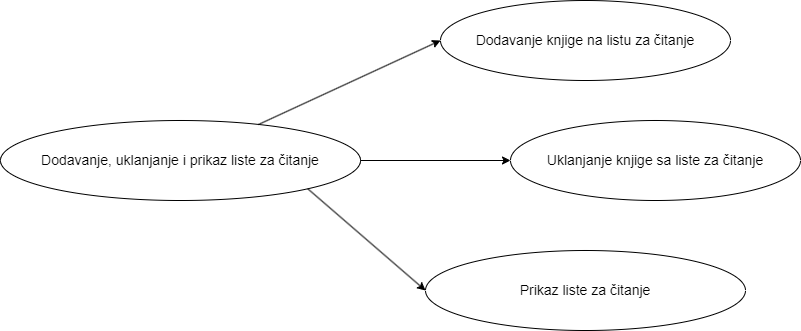 Dodavanje knjige na listu za čitanje
Dodavanje, uklanjanje i prikaz liste za čitanje
Uklanjanje knjige sa liste za čitanje
Prikaz liste za čitanje